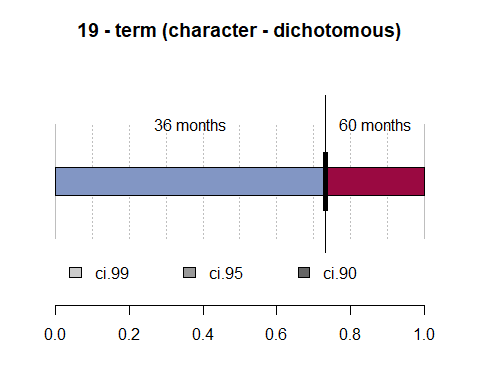 19 - term (character - dichotomous)
36 months 60 months
ci.99 ci.95 ci.90
0.0 0.2 0.4 0.6 0.8 1.0